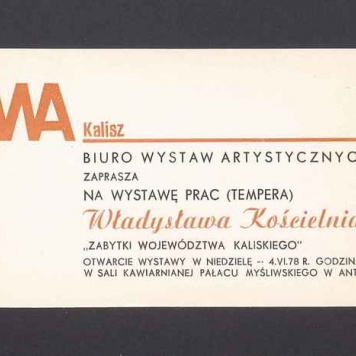 WA
Kalisz
BIURO WYSTAW ARTYSTYCZNYC
ZAPRASZA
NA WYSTAWĘ PRAC (TEMPERA)
Władysława Kościelnia
„ZABYTKI WOJEWÓDZTWA KALISKIEGO"
OTWARCIE WYSTAWY W NIEDZIELĘ — 4.VI.78 R. GODZIN
W SALI KAWIARNIANEJ PAŁACU MYŚLIWSKIEGO W ANT